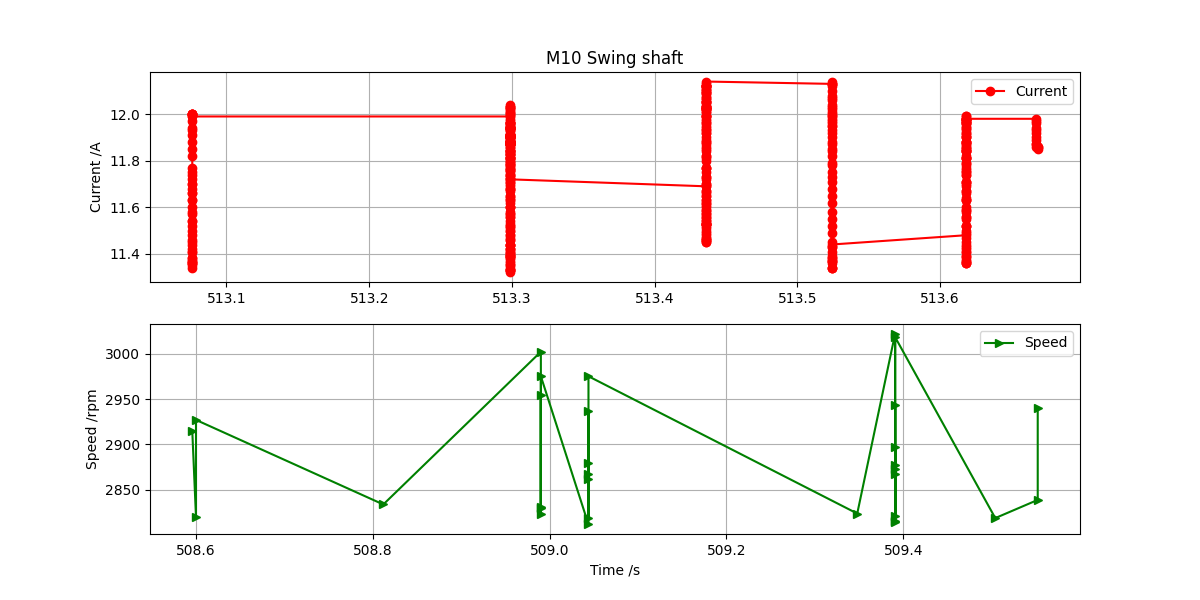 M10 Swing shaft
Current /A
12.0
11.8
11.6
11.4
Current
513.1 513.2 513.3 513.4 513.5 513.6
Speed /rpm
3000
2950
2900
2850
Speed
508.6 508.8 509.0 509.2 509.4
Time /s